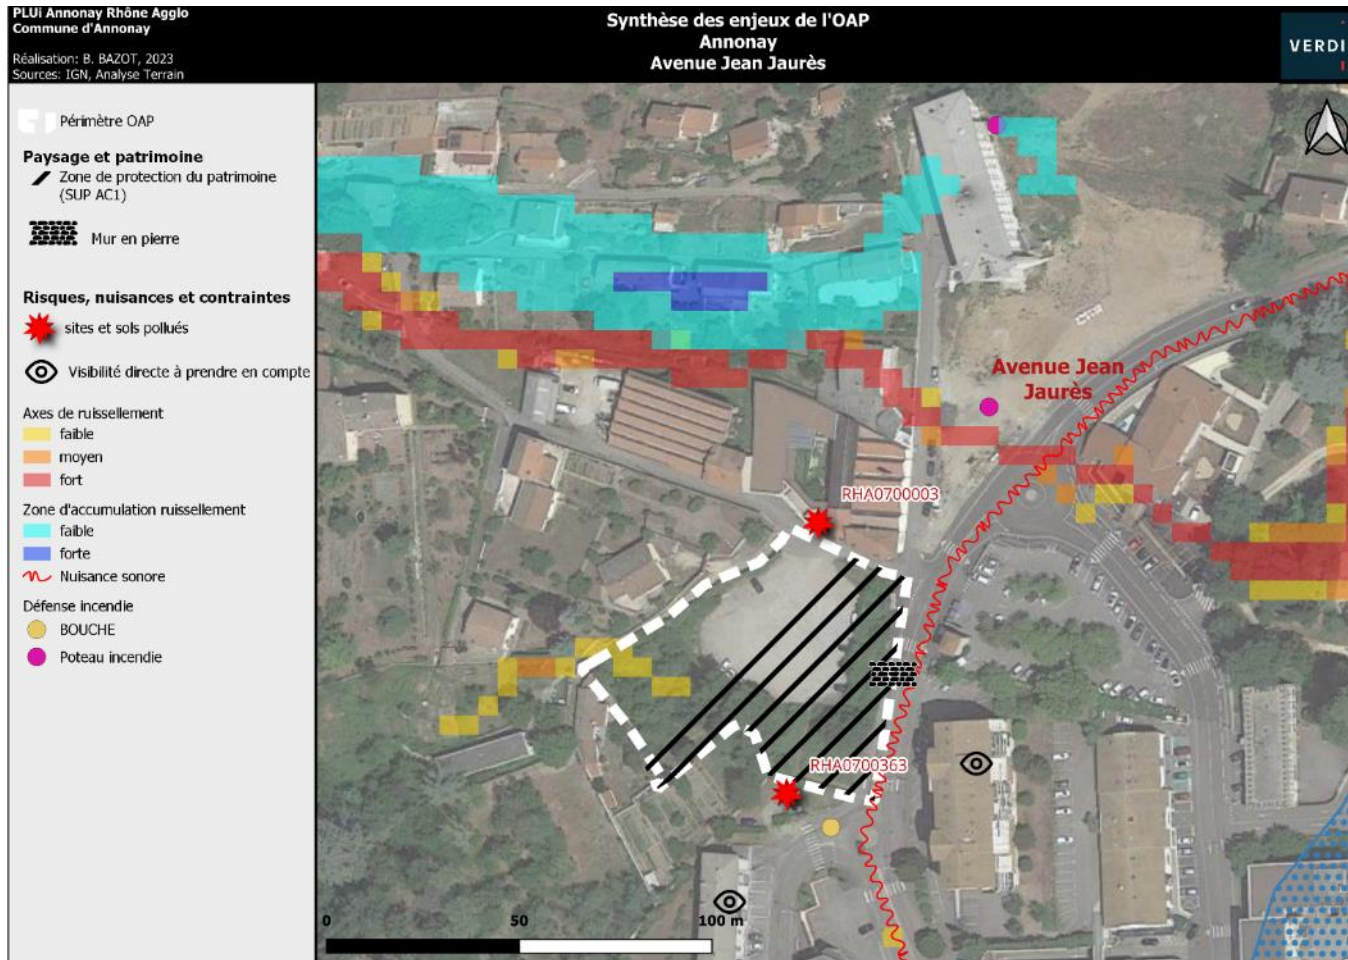 PLUi Annonay Rhône Agglo
Commune d'Annonay
Réalisation: B. BAZOT, 2023
Sources: IGN, Analyse Terrain
Synthèse des enjeux de l'OAP
Annonay
Avenue Jean Jaurès
VERDI
Périmètre OAP
Paysage et patrimoine
Zone de protection du patrimoine
(SUP AC1)
Mur en pierre
Risques, nuisances et contraintes
sites et sols pollués
Visibilité directe à prendre en compte
Axes de ruissellement
faible
moyen
fort
Zone d'accumulation ruissellement
faible
forte
Nuisance sonore
Défense incendie
BOUCHE
Poteau incendie
Avenue Jean
Jaurès
RHA0700003
RHA0700363
0 50 100 m